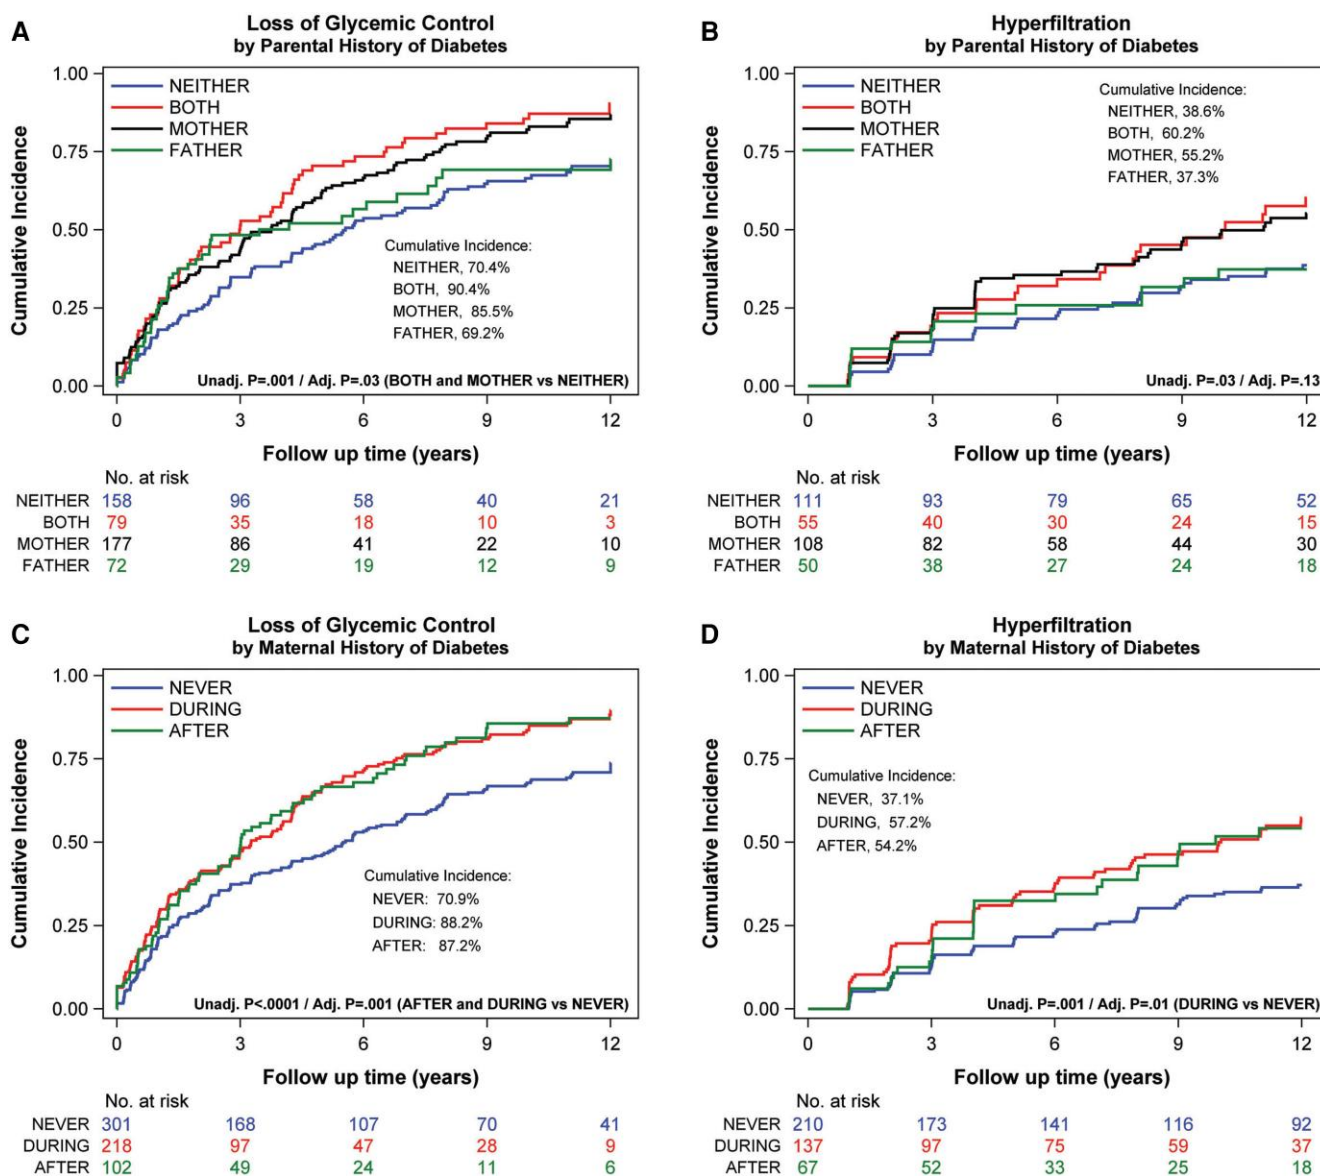 A
Loss of Glycemic Control
by Parental History of Diabetes
Cumulative Incidence
1.00
0.75
0.50
0.25
0.00
NEITHER
BOTH
MOTHER
FATHER
Cumulative Incidence:
NEITHER, 70.4%
BOTH, 90.4%
MOTHER, 85.5%
FATHER, 69.2%
Unadj. P=.001 / Adj. P=.03 (BOTH and MOTHER vs NEITHER)
0 3 6 9 12
Follow up time (years)
No. at risk
NEITHER 158 96 58 40 21
BOTH 79 35 18 10 3
MOTHER 177 86 41 22 10
FATHER 72 29 19 12 9
B
Hyperfiltration
by Parental History of Diabetes
Cumulative Incidence
1.00
0.75
0.50
0.25
0.00
NEITHER
BOTH
MOTHER
FATHER
Cumulative Incidence:
NEITHER, 38.6%
BOTH, 60.2%
MOTHER, 55.2%
FATHER, 37.3%
Unadj. P=.03 / Adj. P=.13
0 3 6 9 12
Follow up time (years)
No. at risk
NEITHER 111 93 79 65 52
BOTH 55 40 30 24 15
MOTHER 108 82 58 44 30
FATHER 50 38 27 24 18
C
Loss of Glycemic Control
by Maternal History of Diabetes
Cumulative Incidence
1.00
0.75
0.50
0.25
0.00
NEVER
DURING
AFTER
Cumulative Incidence:
NEVER: 70.9%
DURING: 88.2%
AFTER: 87.2%
Unadj. P<.0001 / Adj. P=.001 (AFTER and DURING vs NEVER)
0 3 6 9 12
Follow up time (years)
No. at risk
NEVER 301 168 107 70 41
DURING 218 97 47 28 9
AFTER 102 49 24 11 6
D
Hyperfiltration
by Maternal History of Diabetes
Cumulative Incidence
1.00
0.75
0.50
0.25
0.00
NEVER
DURING
AFTER
Cumulative Incidence:
NEVER, 37.1%
DURING, 57.2%
AFTER, 54.2%
Unadj. P=.001 / Adj. P=.01 (DURING vs NEVER)
0 3 6 9 12
Follow up time (years)
No. at risk
NEVER 210 173 141 116 92
DURING 137 97 75 59 37
AFTER 67 52 33 25 18